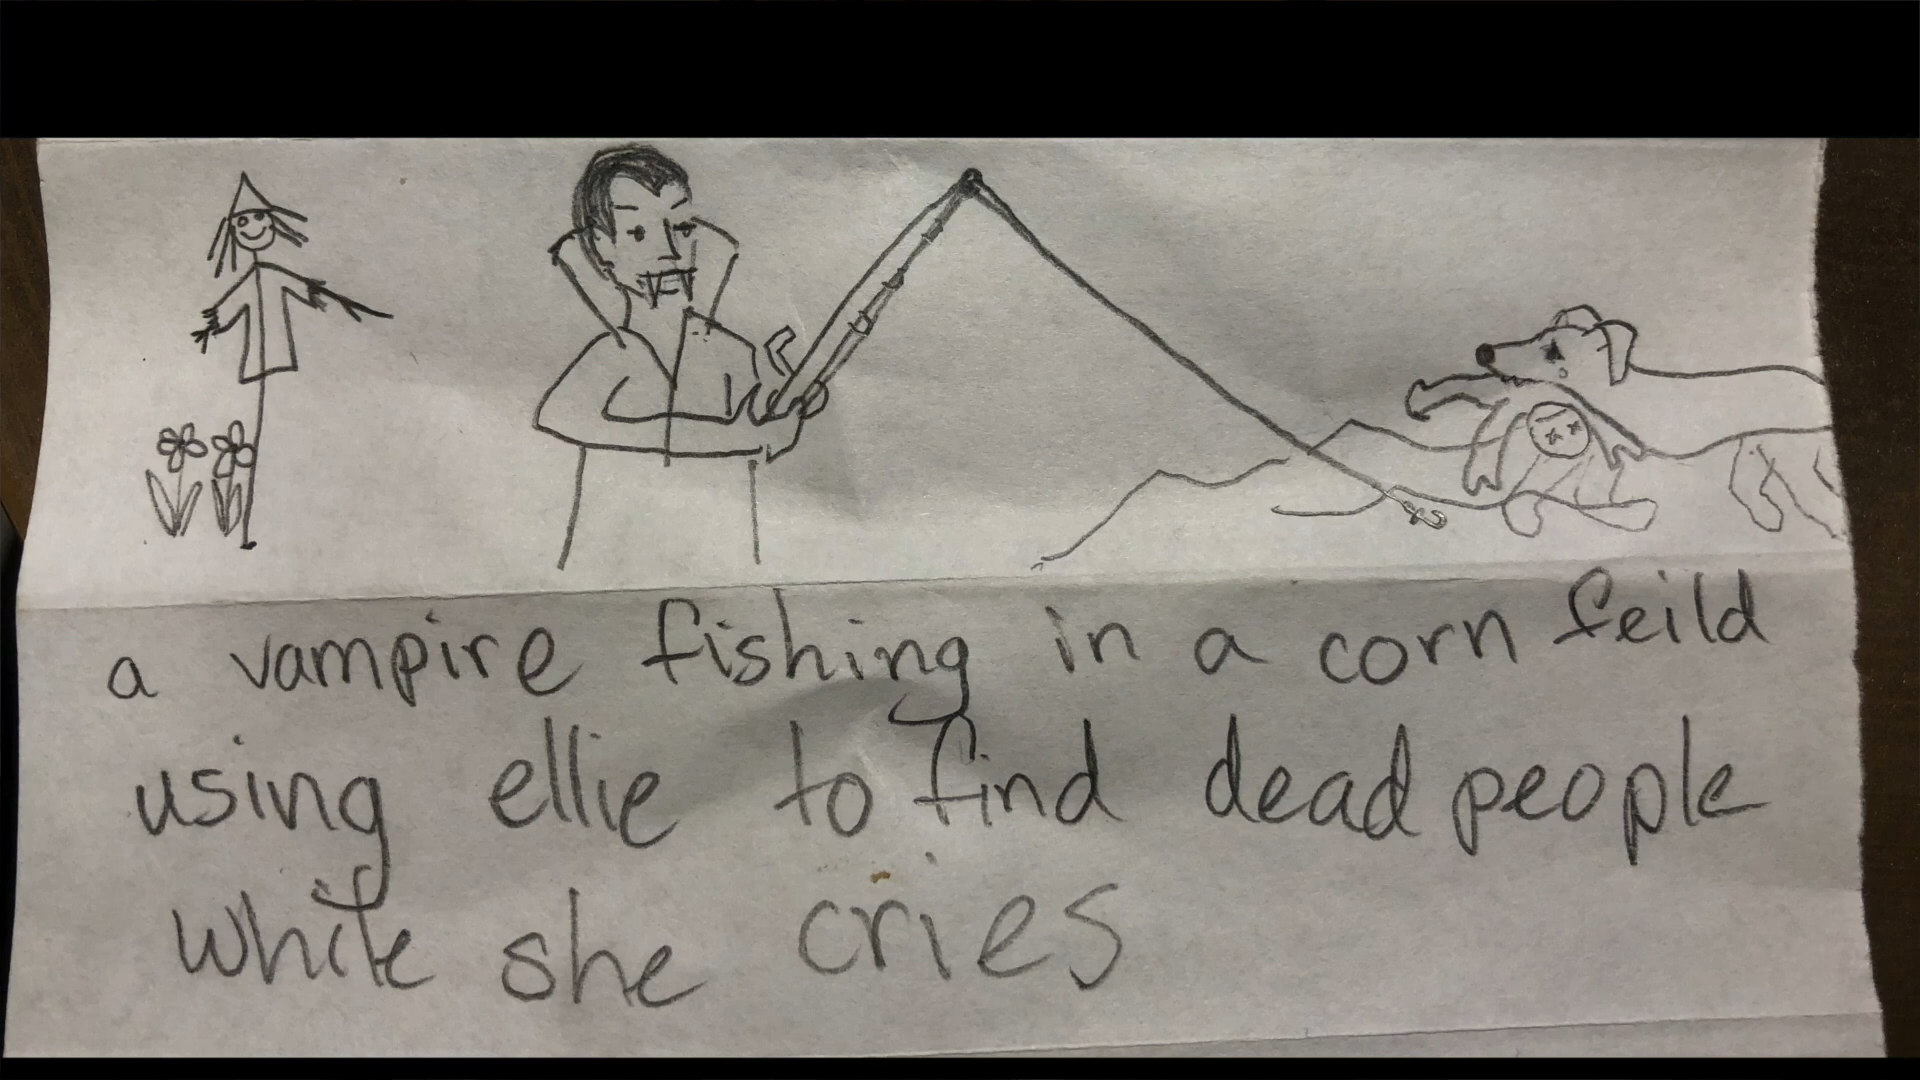 a vampire fishing in a corn feild
using ellie to find dead people
while she cries